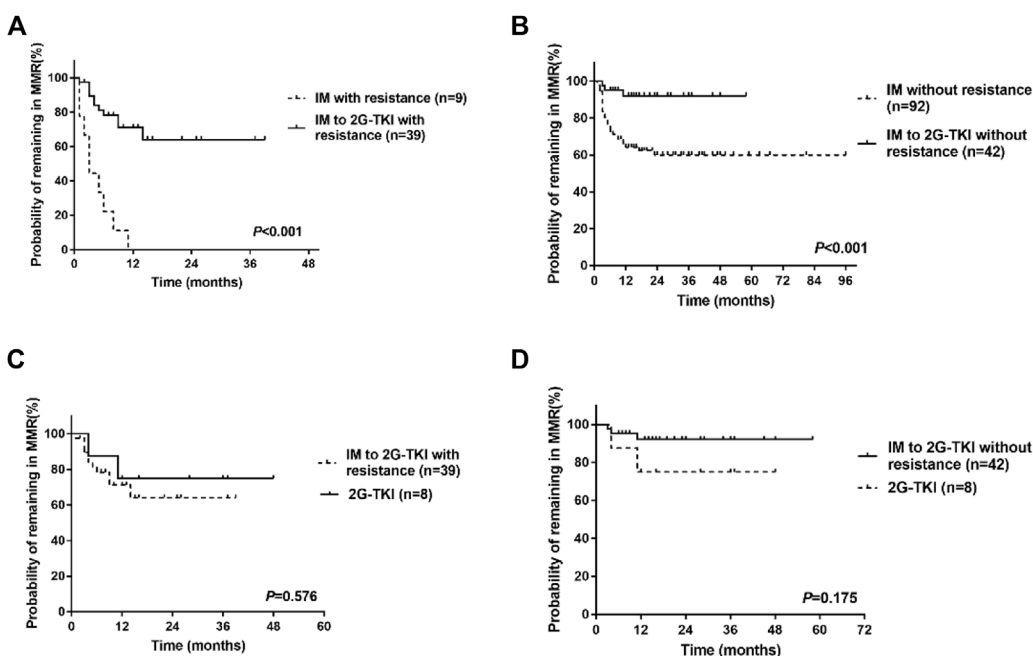 A
Probability of remaining in MMR(%)
100
80
60
40
20
0
0 12 24 36 48
Time (months)
IM with resistance (n=9)
IM to 2G-TKI with
resistance (n=39)
P<0.001
B
Probability of remaining in MMR(%)
100
80
60
40
20
0
0 12 24 36 48 60 72 84 96
Time (months)
IM without resistance
(n=92)
IM to 2G-TKI without
resistance (n=42)
P<0.001
C
Probability of remaining in MMR(%)
100
80
60
40
20
0
0 12 24 36 48 60
Time (months)
IM to 2G-TKI with
resistance (n=39)
2G-TKI (n=8)
P=0.576
D
Probability of remaining in MMR(%)
100
80
60
40
20
0
0 12 24 36 48 60 72
Time (months)
IM to 2G-TKI without
resistance (n=42)
2G-TKI (n=8)
P=0.175